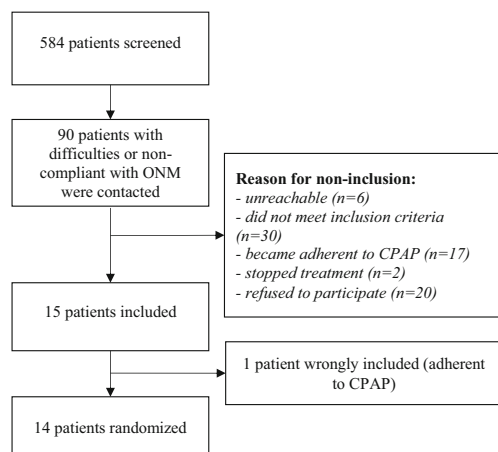 584 patients screened
90 patients with
difficulties or non-
compliant with ONM
were contacted
Reason for non-inclusion:
- unreachable (n=6)
- did not meet inclusion criteria
(n=30)
- became adherent to CPAP (n=17)
- stopped treatment (n=2)
- refused to participate (n=20)
15 patients included
1 patient wrongly included (adherent
to CPAP)
14 patients randomized